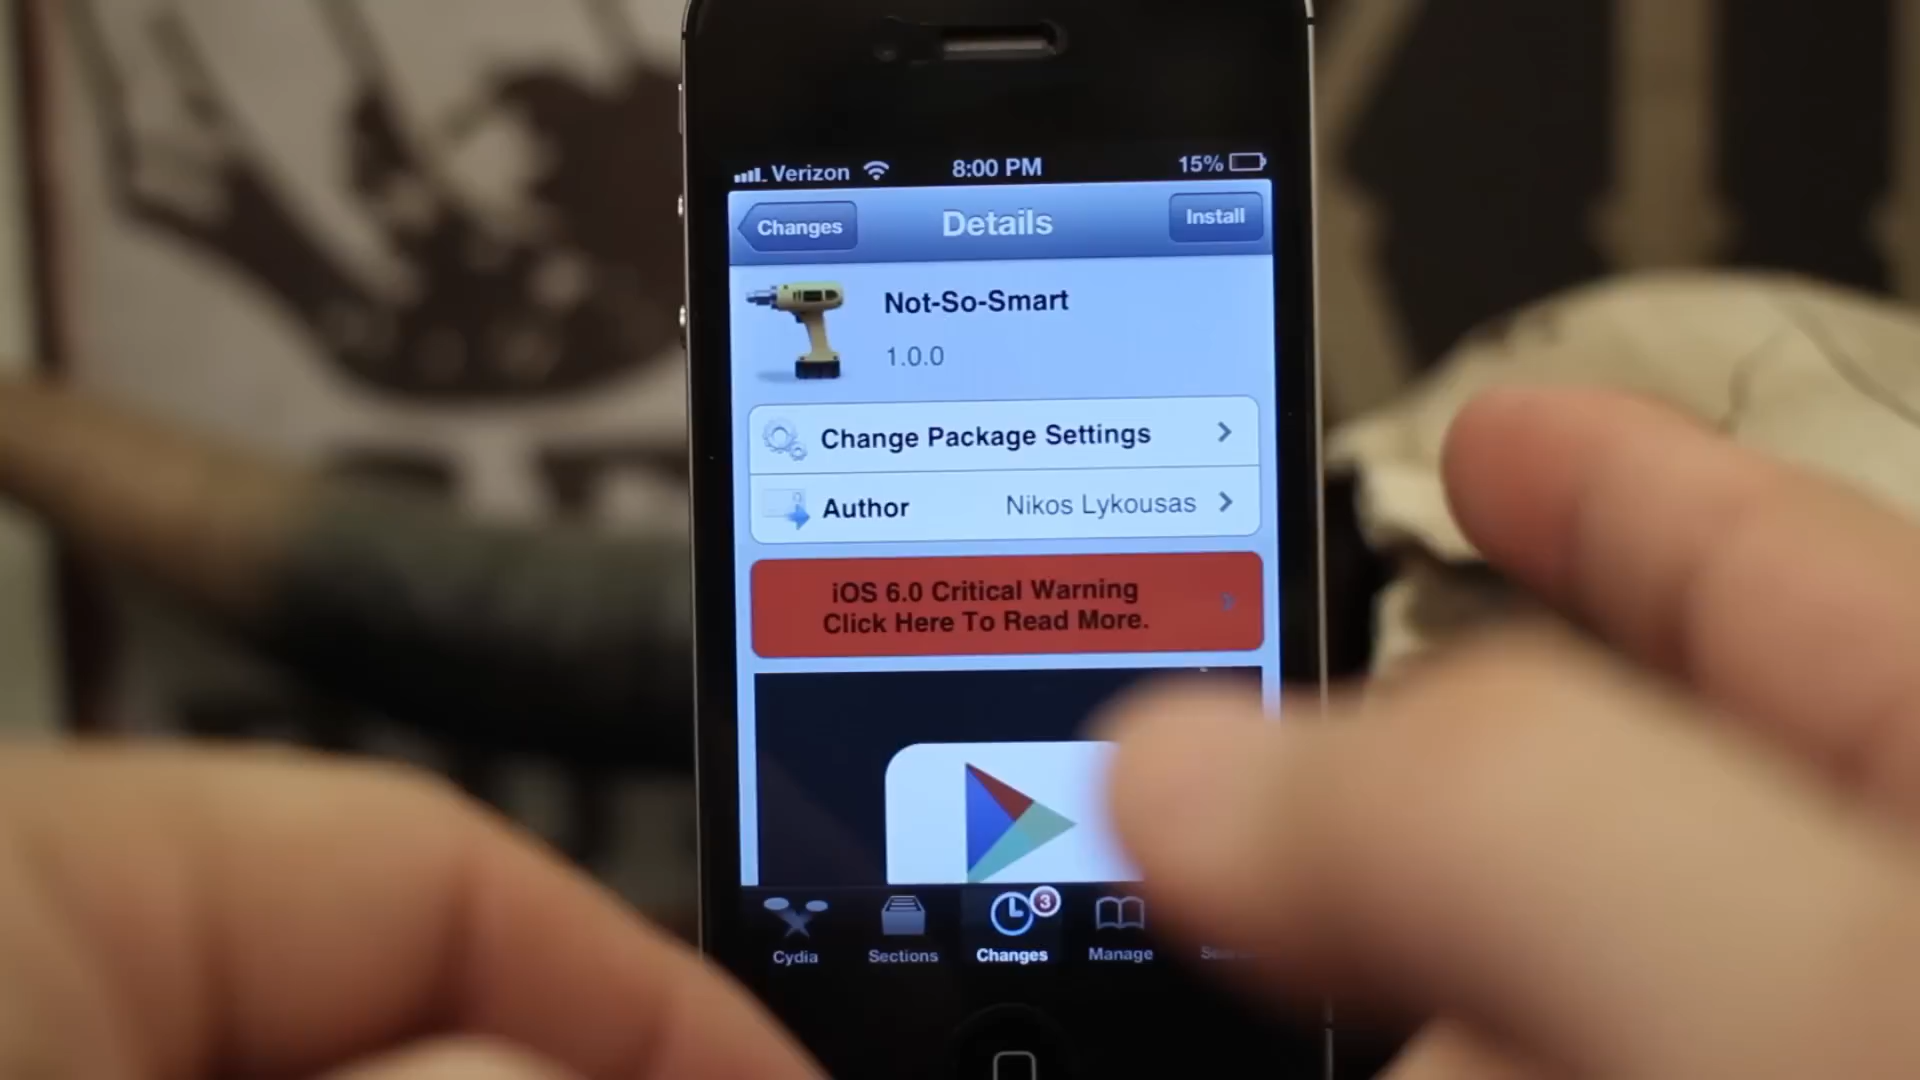 Verizon 8:00 PM 15%
Changes Details Install
Not-So-Smart
1.0.0
Change Package Settings
Author Nikos Lykousas
iOS 6.0 Critical Warning
Click Here To Read More.
3
Cydia Sections Changes Manage